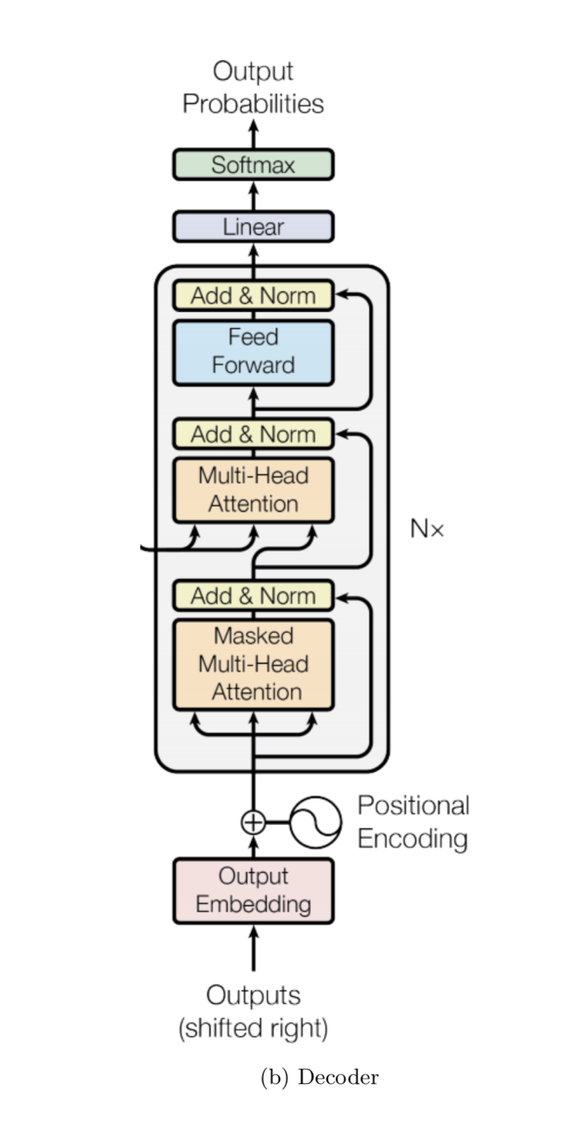 Output
Probabilities
Softmax
Linear
Add & Norm
Feed
Forward
Add & Norm
Multi-Head
Attention
N×
Add & Norm
Masked
Multi-Head
Attention
Positional
Encoding
Output
Embedding
Outputs
(shifted right)
(b) Decoder